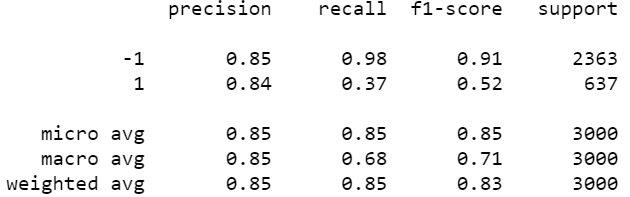 precision recall f1-score support
-1 0.85 0.98 0.91 2363
1 0.84 0.37 0.52 637
micro avg 0.85 0.85 0.85 3000
macro avg 0.85 0.68 0.71 3000
weighted avg 0.85 0.85 0.83 3000